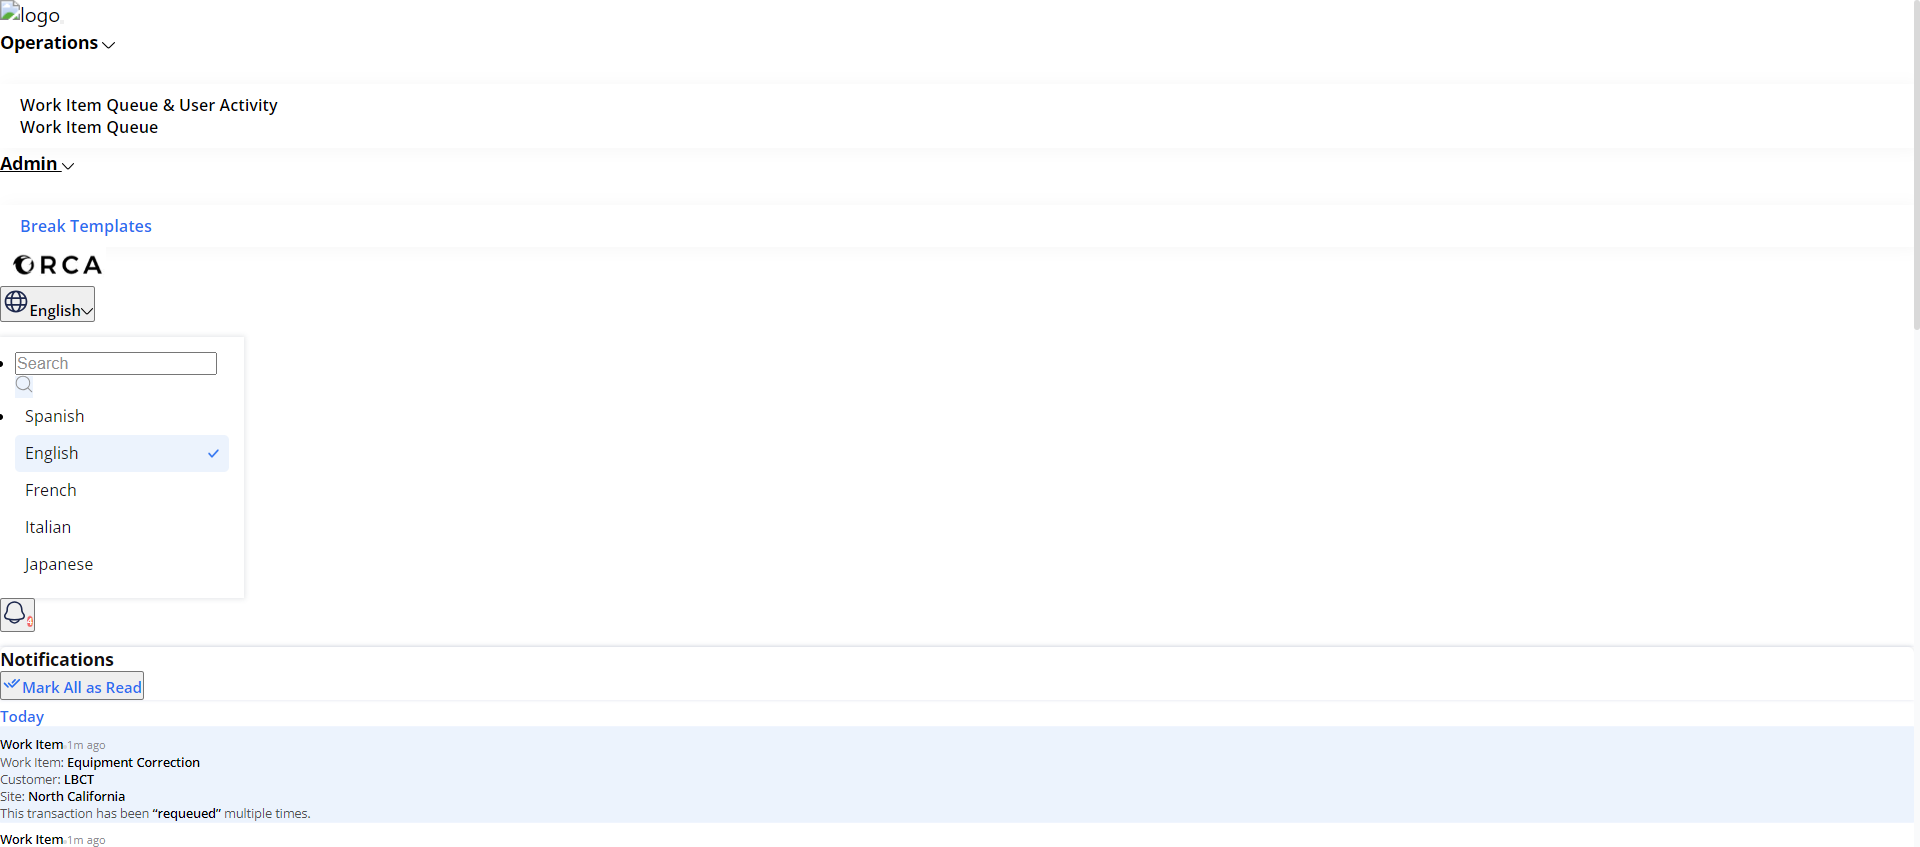 logo
Operations
Work Item Queue & User Activity
Work Item Queue
Admin
Break Templates
ORCA
English
Search
Spanish
English
French
Italian
Japanese
Notifications
Mark All as Read
Today
Work Item 1m ago
Work Item: Equipment Correction
Customer: LBCT
Site: North California
This transaction has been “requeued” multiple times.
Work Item 1m ago